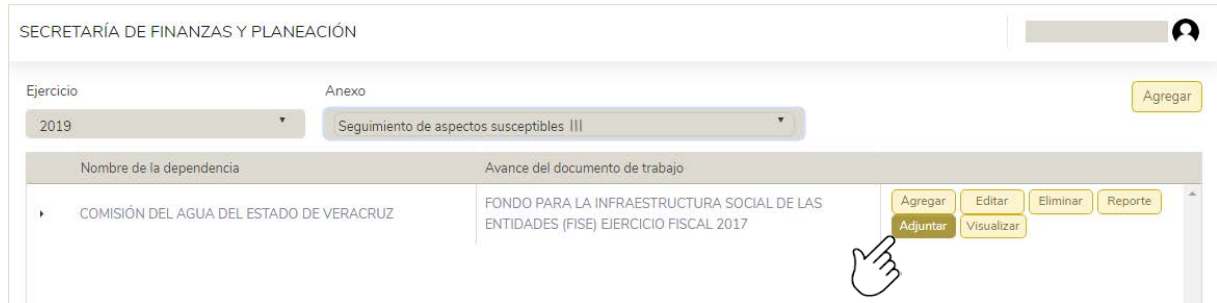 SECRETARÍA DE FINANZAS Y PLANEACIÓN
Ejercicio
Anexo
Agregar
2019
Seguimiento de aspectos susceptibles III
Nombre de la dependencia
Avance del documento de trabajo
COMISIÓN DEL AGUA DEL ESTADO DE VERACRUZ
FONDO PARA LA INFRAESTRUCTURA SOCIAL DE LAS
ENTIDADES (FISE) EJERCICIO FISCAL 2017
Agregar Editar Eliminar Reporte
Adjuntar Visualizar